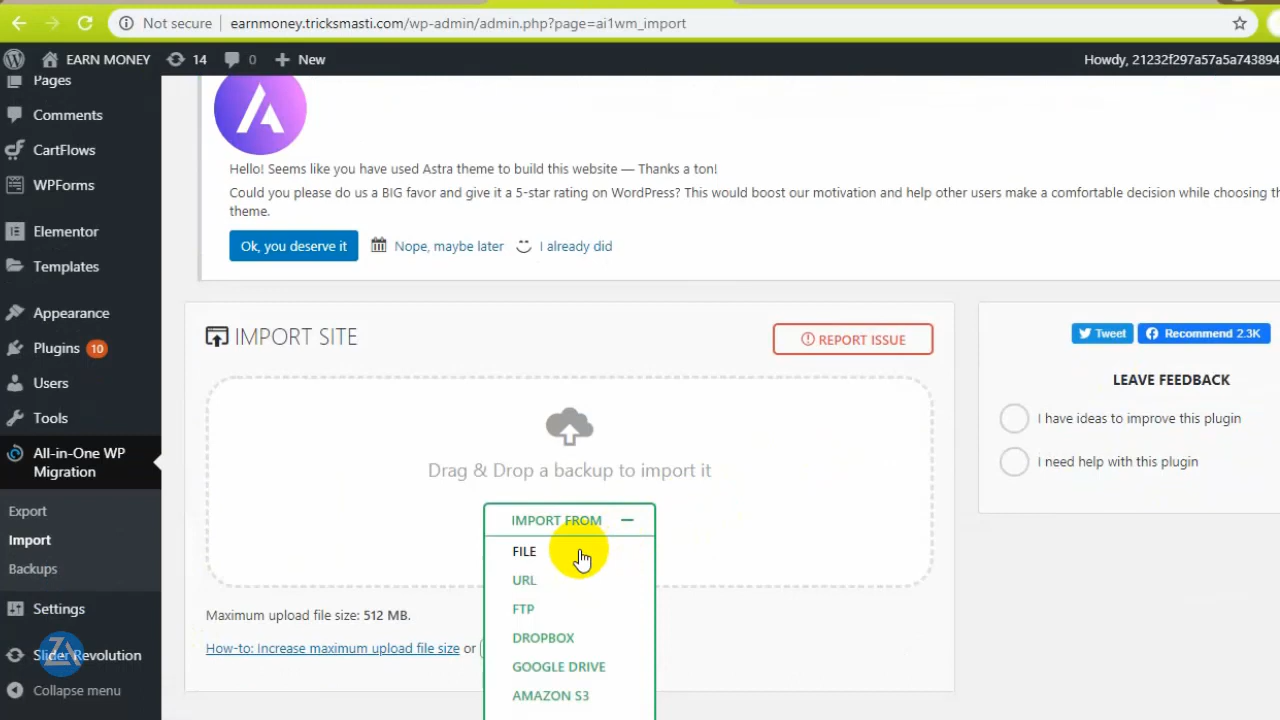 Not secure earnmoney.tricksmasti.com/wp-admin/admin.php?page=ai1wm_import
EARN MONEY 14 0 New Howdy, 21232f297a57a5a743894
Pages
Comments
CartFlows
WPForms
Elementor
Templates
Appearance
Plugins 10
Users
Tools
All-in-One WP
Migration
Export
Import
Backups
Settings
Slider Revolution
Collapse menu
Hello! Seems like you have used Astra theme to build this website — Thanks a ton!
Could you please do us a BIG favor and give it a 5-star rating on WordPress? This would boost our motivation and help other users make a comfortable decision while choosing th
theme.
Ok, you deserve it Nope, maybe later I already did
IMPORT SITE
REPORT ISSUE
Drag & Drop a backup to import it
IMPORT FROM
FILE
URL
FTP
DROPBOX
GOOGLE DRIVE
AMAZON S3
Maximum upload file size: 512 MB.
How-to: Increase maximum upload file size or
Tweet Recommend 2.3K
LEAVE FEEDBACK
I have ideas to improve this plugin
I need help with this plugin